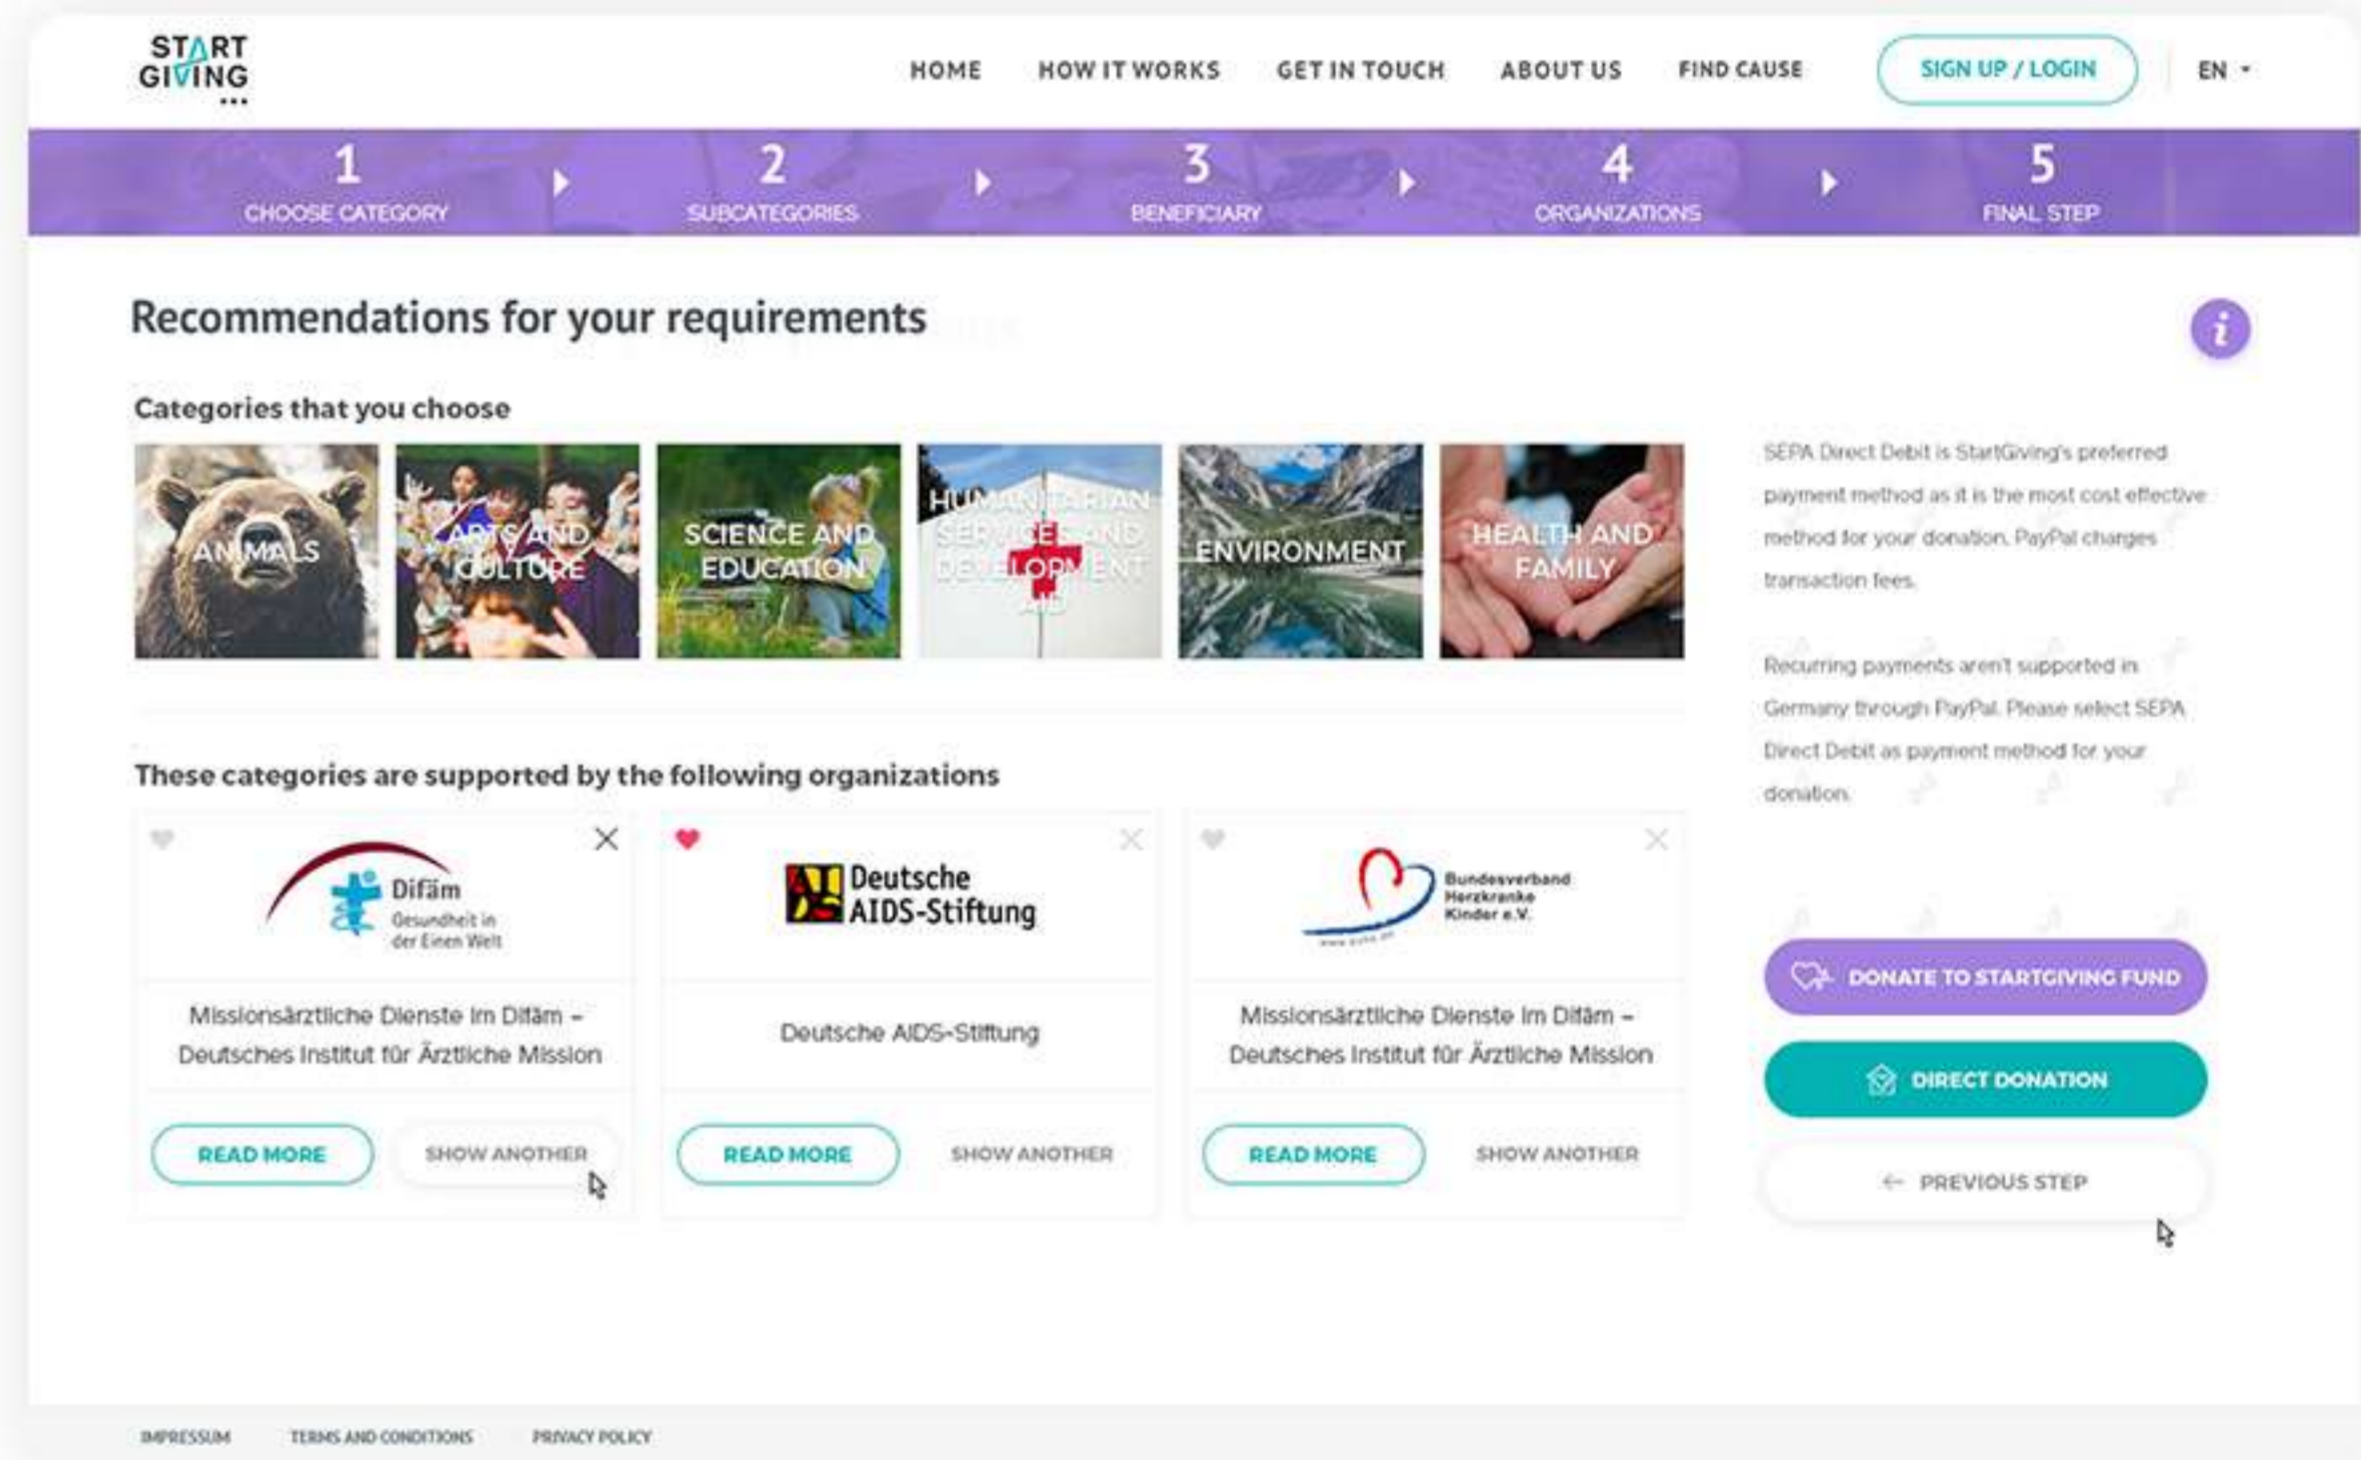 START
GIVING
HOME
HOW IT WORKS
GET IN TOUCH
ABOUT US
FIND CAUSE
SIGN UP / LOGIN
EN
1
CHOOSE CATEGORY
2
SUBCATEGORIES
3
BENEFICIARY
4
ORGANIZATIONS
5
FINAL STEP
Recommendations for your requirements
i
Categories that you choose
ANIMALS
ARTS AND
CULTURE
SCIENCE AND
EDUCATION
HUMANITARIAN
SERVICES AND
DEVELOPMENT
AID
ENVIRONMENT
HEALTH AND
FAMILY
SEPA Direct Debit is StartGiving's preferred
payment method as it is the most cost effective
method for your donation. PayPal charges
transaction fees.
Recurring payments aren't supported in
Germany through PayPal. Please select SEPA
Direct Debit as payment method for your
donation.
These categories are supported by the following organizations
Difäm
Gesundheit in
der Einen Welt
Missionsärztliche Dienste im Difäm –
Deutsches Institut für Ärztliche Mission
READ MORE
SHOW ANOTHER
AIDS
Deutsche
AIDS-Stiftung
Deutsche AIDS-Stiftung
READ MORE
SHOW ANOTHER
Bundesverband
Herzkranke
Kinder e.V.
Missionsärztliche Dienste im Difäm –
Deutsches Institut für Ärztliche Mission
READ MORE
SHOW ANOTHER
DONATE TO STARTGIVING FUND
DIRECT DONATION
← PREVIOUS STEP
IMPRESSUM
TERMS AND CONDITIONS
PRIVACY POLICY